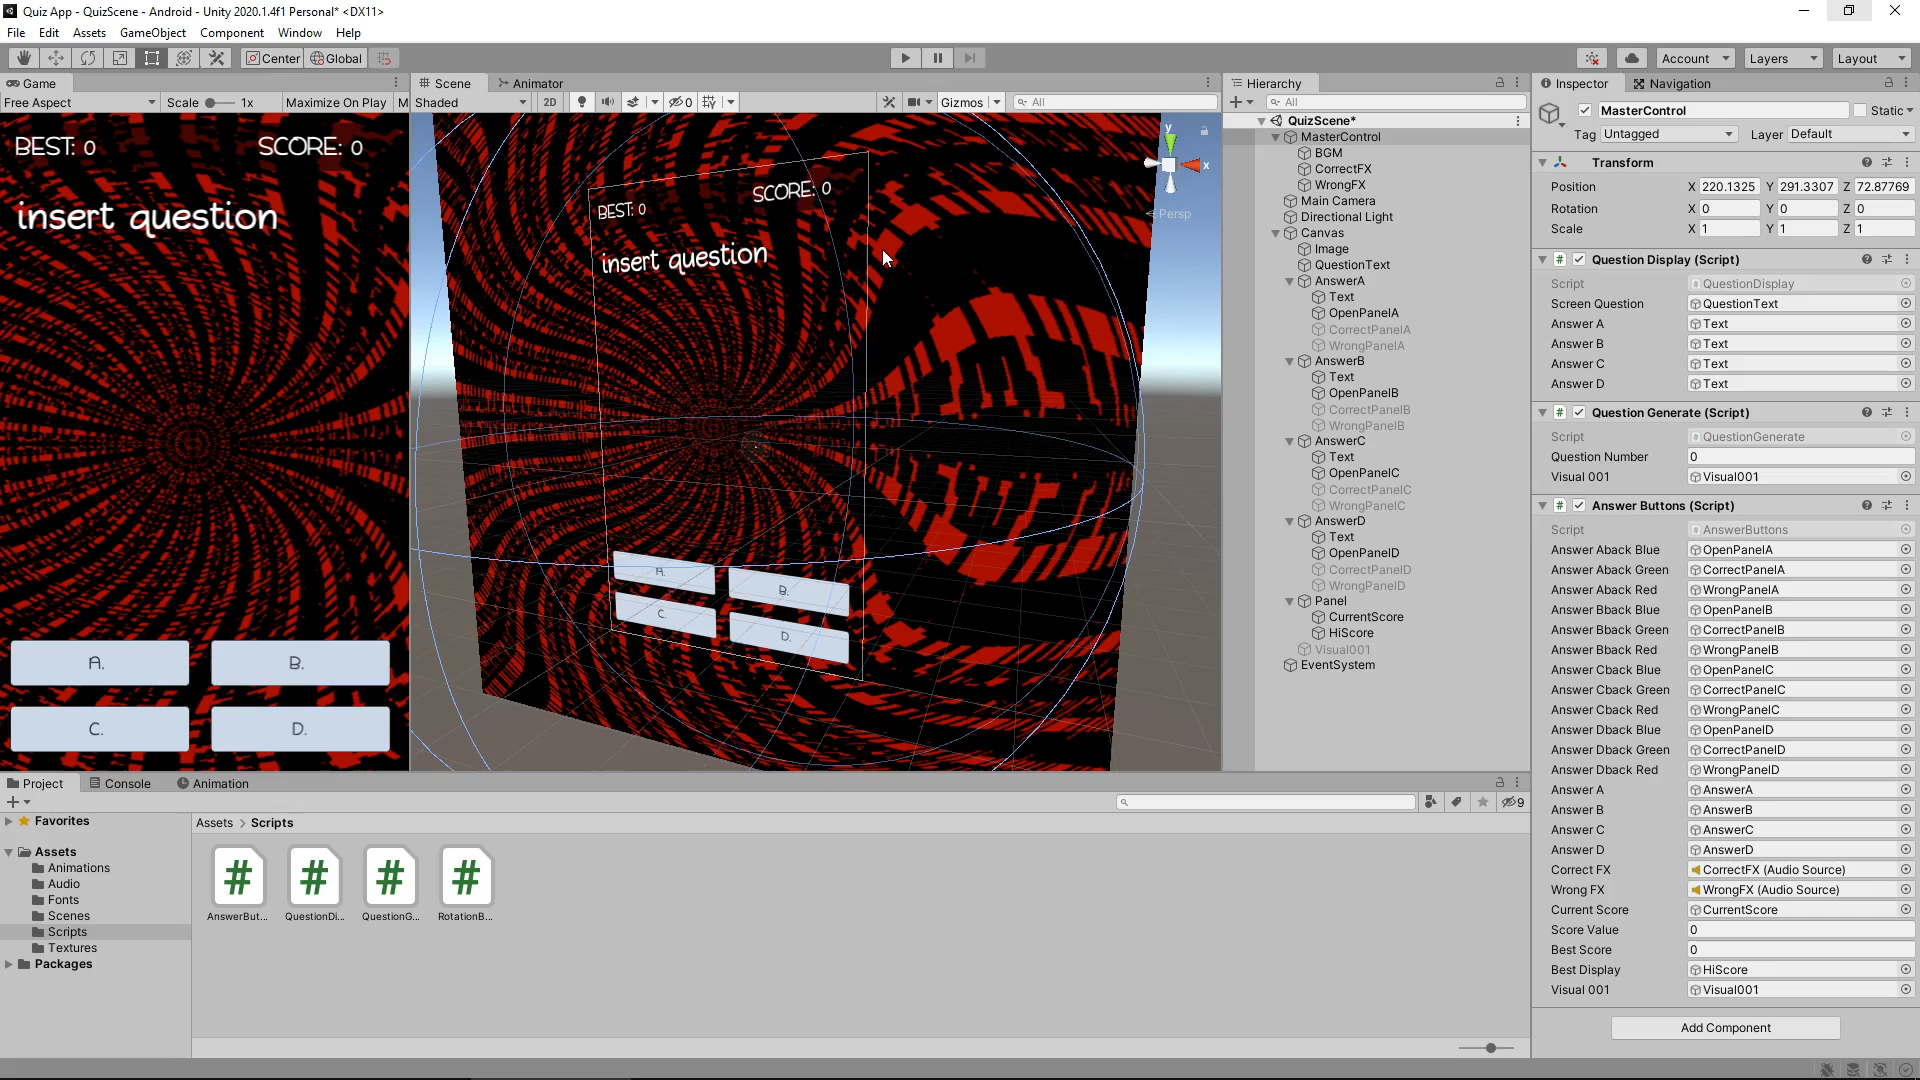 Quiz App - QuizScene - Android - Unity 2020.1.4f1 Personal* <DX11>
File Edit Assets GameObject Component Window Help
Center Global Account Layers Layout
Game
Free Aspect Scale 1x Maximize On Play M
BEST: 0 SCORE: 0
insert question
A. B.
C. D.
Scene Animator
Shaded 2D 0 Gizmos All
y
x
Persp
BEST: 0 SCORE: 0
insert question
A. B.
C. D.
Hierarchy
All
QuizScene*
MasterControl
BGM
CorrectFX
WrongFX
Main Camera
Directional Light
Canvas
Image
QuestionText
AnswerA
Text
OpenPanelA
CorrectPanelA
WrongPanelA
AnswerB
Text
OpenPanelB
CorrectPanelB
WrongPanelB
AnswerC
Text
OpenPanelC
CorrectPanelC
WrongPanelC
AnswerD
Text
OpenPanelD
CorrectPanelD
WrongPanelD
Panel
CurrentScore
HiScore
Visual001
EventSystem
Inspector Navigation
MasterControl Static
Tag Untagged Layer Default
Transform
Position X 220.1325 Y 291.3307 Z 72.87769
Rotation X 0 Y 0 Z 0
Scale X 1 Y 1 Z 1
Question Display (Script)
Script QuestionDisplay
Screen Question QuestionText
Answer A Text
Answer B Text
Answer C Text
Answer D Text
Question Generate (Script)
Script QuestionGenerate
Question Number 0
Visual 001 Visual001
Answer Buttons (Script)
Script AnswerButtons
Answer Aback Blue OpenPanelA
Answer Aback Green CorrectPanelA
Answer Aback Red WrongPanelA
Answer Bback Blue OpenPanelB
Answer Bback Green CorrectPanelB
Answer Bback Red WrongPanelB
Answer Cback Blue OpenPanelC
Answer Cback Green CorrectPanelC
Answer Cback Red WrongPanelC
Answer Dback Blue OpenPanelD
Answer Dback Green CorrectPanelD
Answer Dback Red WrongPanelD
Answer A AnswerA
Answer B AnswerB
Answer C AnswerC
Answer D AnswerD
Correct FX CorrectFX (Audio Source)
Wrong FX WrongFX (Audio Source)
Current Score CurrentScore
Score Value 0
Best Score 0
Best Display HiScore
Visual 001 Visual001
Add Component
Project Console Animation
9
Favorites
Assets
Animations
Audio
Fonts
Scenes
Scripts
Textures
Packages
Assets > Scripts
AnswerBut... QuestionDi... QuestionG... RotationB...